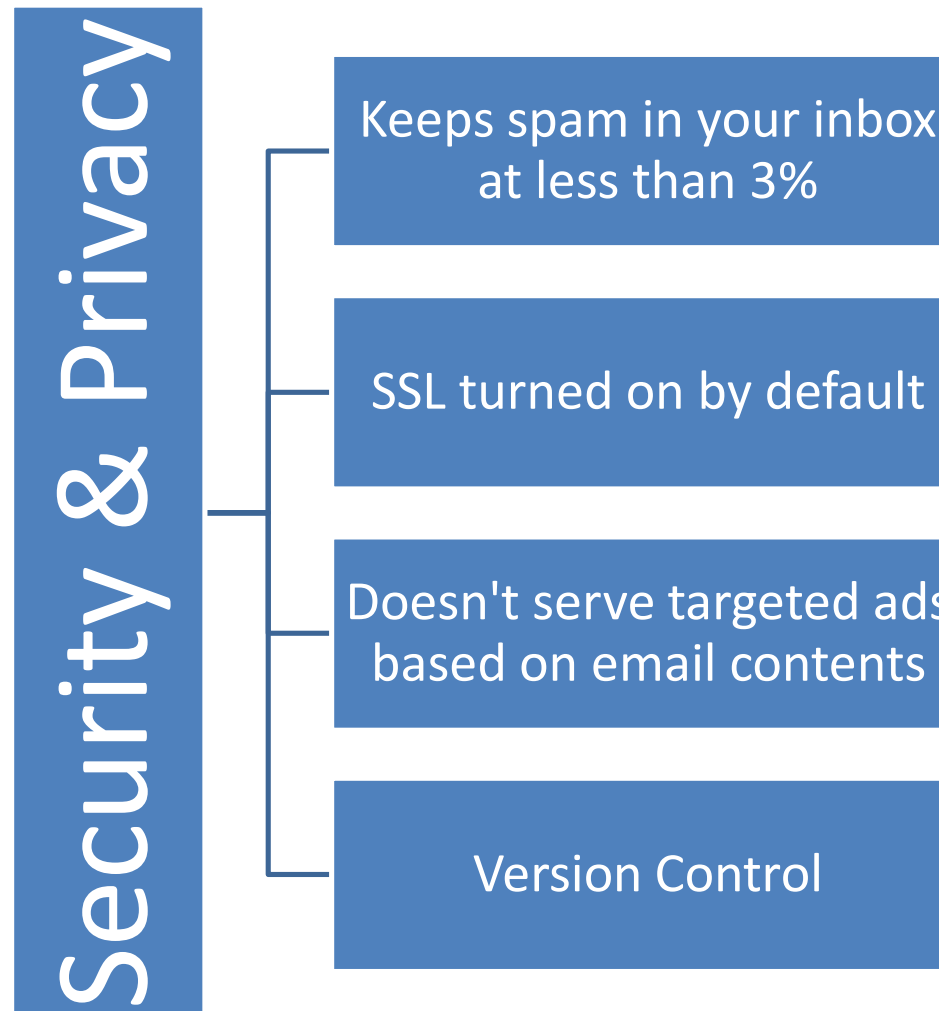 Security & Privacy
Keeps spam in your inbox
at less than 3%
SSL turned on by default
Doesn't serve targeted ads
based on email contents
Version Control